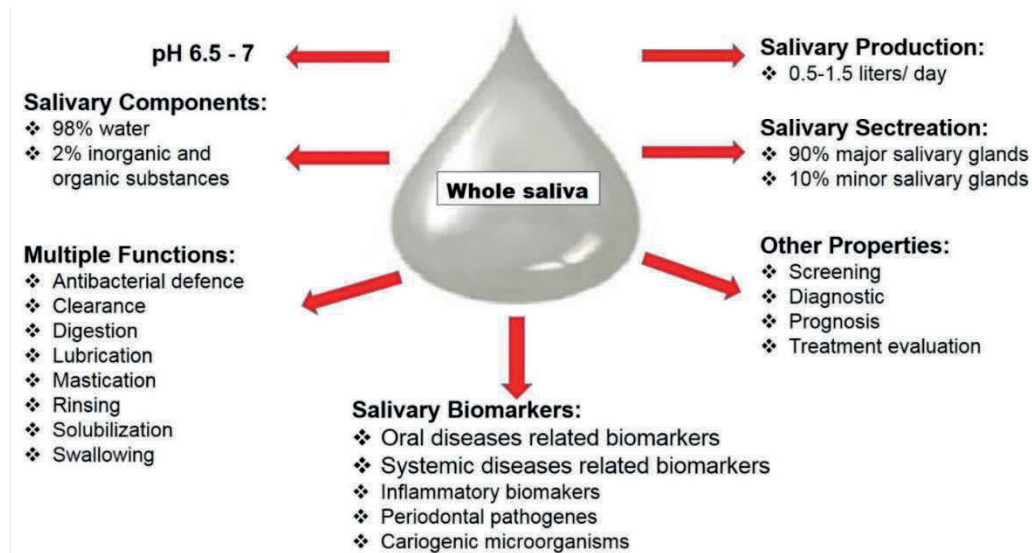 pH 6.5 - 7
Salivary Components:
❖ 98% water
❖ 2% inorganic and
organic substances
Multiple Functions:
❖ Antibacterial defence
❖ Clearance
❖ Digestion
❖ Lubrication
❖ Mastication
❖ Rinsing
❖ Solubilization
❖ Swallowing
Whole saliva
Salivary Production:
❖ 0.5-1.5 liters/ day
Salivary Sectreation:
❖ 90% major salivary glands
❖ 10% minor salivary glands
Other Properties:
❖ Screening
❖ Diagnostic
❖ Prognosis
❖ Treatment evaluation
Salivary Biomarkers:
❖ Oral diseases related biomarkers
❖ Systemic diseases related biomarkers
❖ Inflammatory biomakers
❖ Periodontal pathogenes
❖ Cariogenic microorganisms